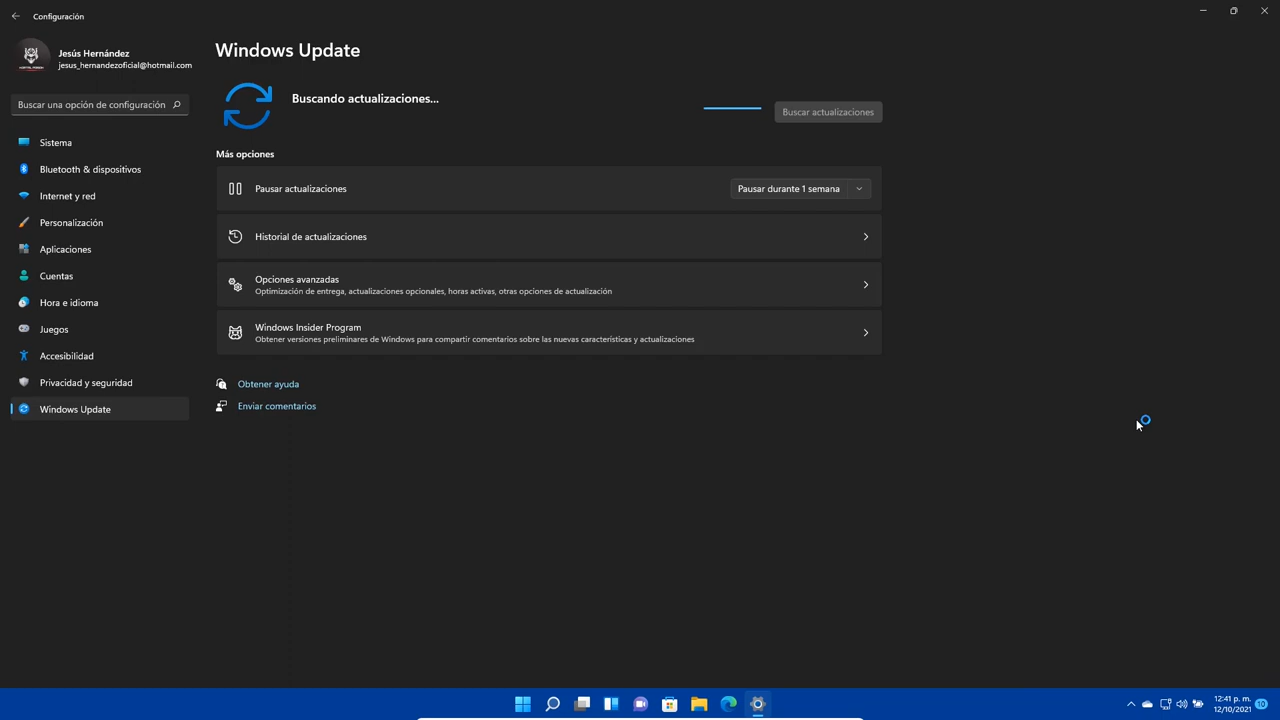 Configuración
Jesús Hernández
jesus_hernandezoficial@hotmail.com
Buscar una opción de configuración
Sistema
Bluetooth & dispositivos
Internet y red
Personalización
Aplicaciones
Cuentas
Hora e idioma
Juegos
Accesibilidad
Privacidad y seguridad
Windows Update
Windows Update
Buscando actualizaciones...
Buscar actualizaciones
Más opciones
Pausar actualizaciones
Pausar durante 1 semana
Historial de actualizaciones
Opciones avanzadas
Optimización de entrega, actualizaciones opcionales, horas activas, otras opciones de actualización
Windows Insider Program
Obtener versiones preliminares de Windows para compartir comentarios sobre las nuevas características y actualizaciones
Obtener ayuda
Enviar comentarios
12:41 p. m.
12/10/2021